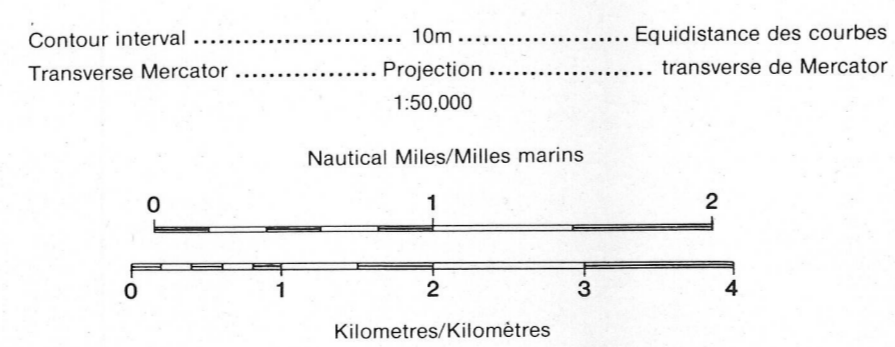 Contour interval ........................ 10m .................... Equidistance des courbes
Transverse Mercator ................. Projection ................... transverse de Mercator
1:50,000
Nautical Miles/Milles marins
0 1 2
0 1 2 3 4
Kilometres/Kilomètres